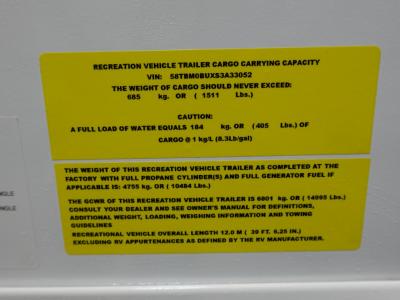 RECREATION VEHICLE TRAILER CARGO CARRYING CAPACITY
VIN: 58TBM0BUXS3A33052
THE WEIGHT OF CARGO SHOULD NEVER EXCEED:
685 kg. OR ( 1511 Lbs.)
CAUTION:
A FULL LOAD OF WATER EQUALS 184 kg. OR (405 Lbs.) OF
CARGO @ 1 kg/L (8.3Lb/gal)
THE WEIGHT OF THIS RECREATION VEHICLE TRAILER AS COMPLETED AT THE
FACTORY WITH FULL PROPANE CYLINDER(S) AND FULL GENERATOR FUEL IF
APPLICABLE IS: 4755 kg. OR ( 10484 Lbs.)
THE GCWR OF THIS RECREATION VEHICLE TRAILER IS 6801 kg. OR ( 14995 Lbs.)
CONSULT YOUR DEALER AND SEE OWNER'S MANUAL FOR DEFINITIONS,
ADDITIONAL WEIGHT, LOADING, WEIGHING INFORMATION AND TOWING
GUIDELINES
RECREATIONAL VEHICLE OVERALL LENGTH 12.0 M ( 39 FT. 6.25 IN.)
EXCLUDING RV APPURTENANCES AS DEFINED BY THE RV MANUFACTURER.